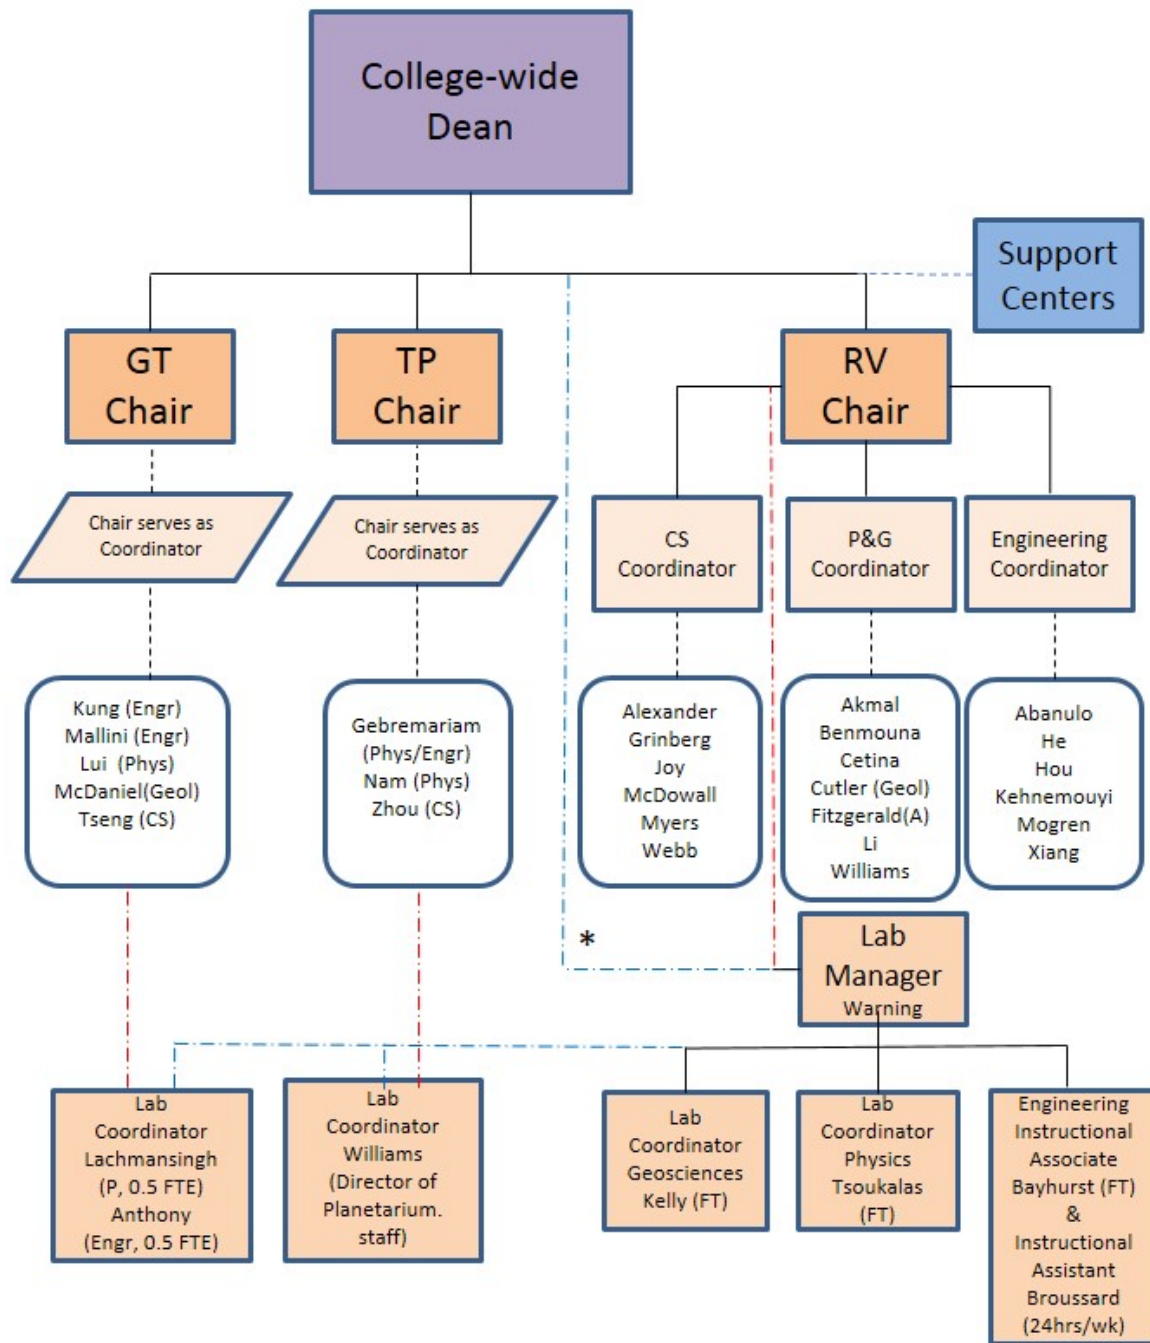 College-wide
Dean
Support
Centers
GT
Chair
TP
Chair
RV
Chair
Chair serves as
Coordinator
Chair serves as
Coordinator
CS
Coordinator
P&G
Coordinator
Engineering
Coordinator
Kung (Engr)
Mallini (Engr)
Lui  (Phys)
McDaniel(Geol)
Tseng (CS)
Gebremariam
(Phys/Engr)
Nam (Phys)
Zhou (CS)
Alexander
Grinberg
Joy
McDowall
Myers
Webb
Akmal
Benmouna
Cetina
Cutler (Geol)
Fitzgerald(A)
Li
Williams
Abanulo
He
Hou
Kehnemouyi
Mogren
Xiang
*
Lab
Manager
Warning
Lab
Coordinator
Lachmansingh
(P, 0.5 FTE)
Anthony
(Engr, 0.5 FTE)
Lab
Coordinator
Williams
(Director of
Planetarium.
staff)
Lab
Coordinator
Geosciences
Kelly (FT)
Lab
Coordinator
Physics
Tsoukalas
(FT)
Engineering
Instructional
Associate
Bayhurst (FT)
&
Instructional
Assistant
Broussard
(24hrs/wk)